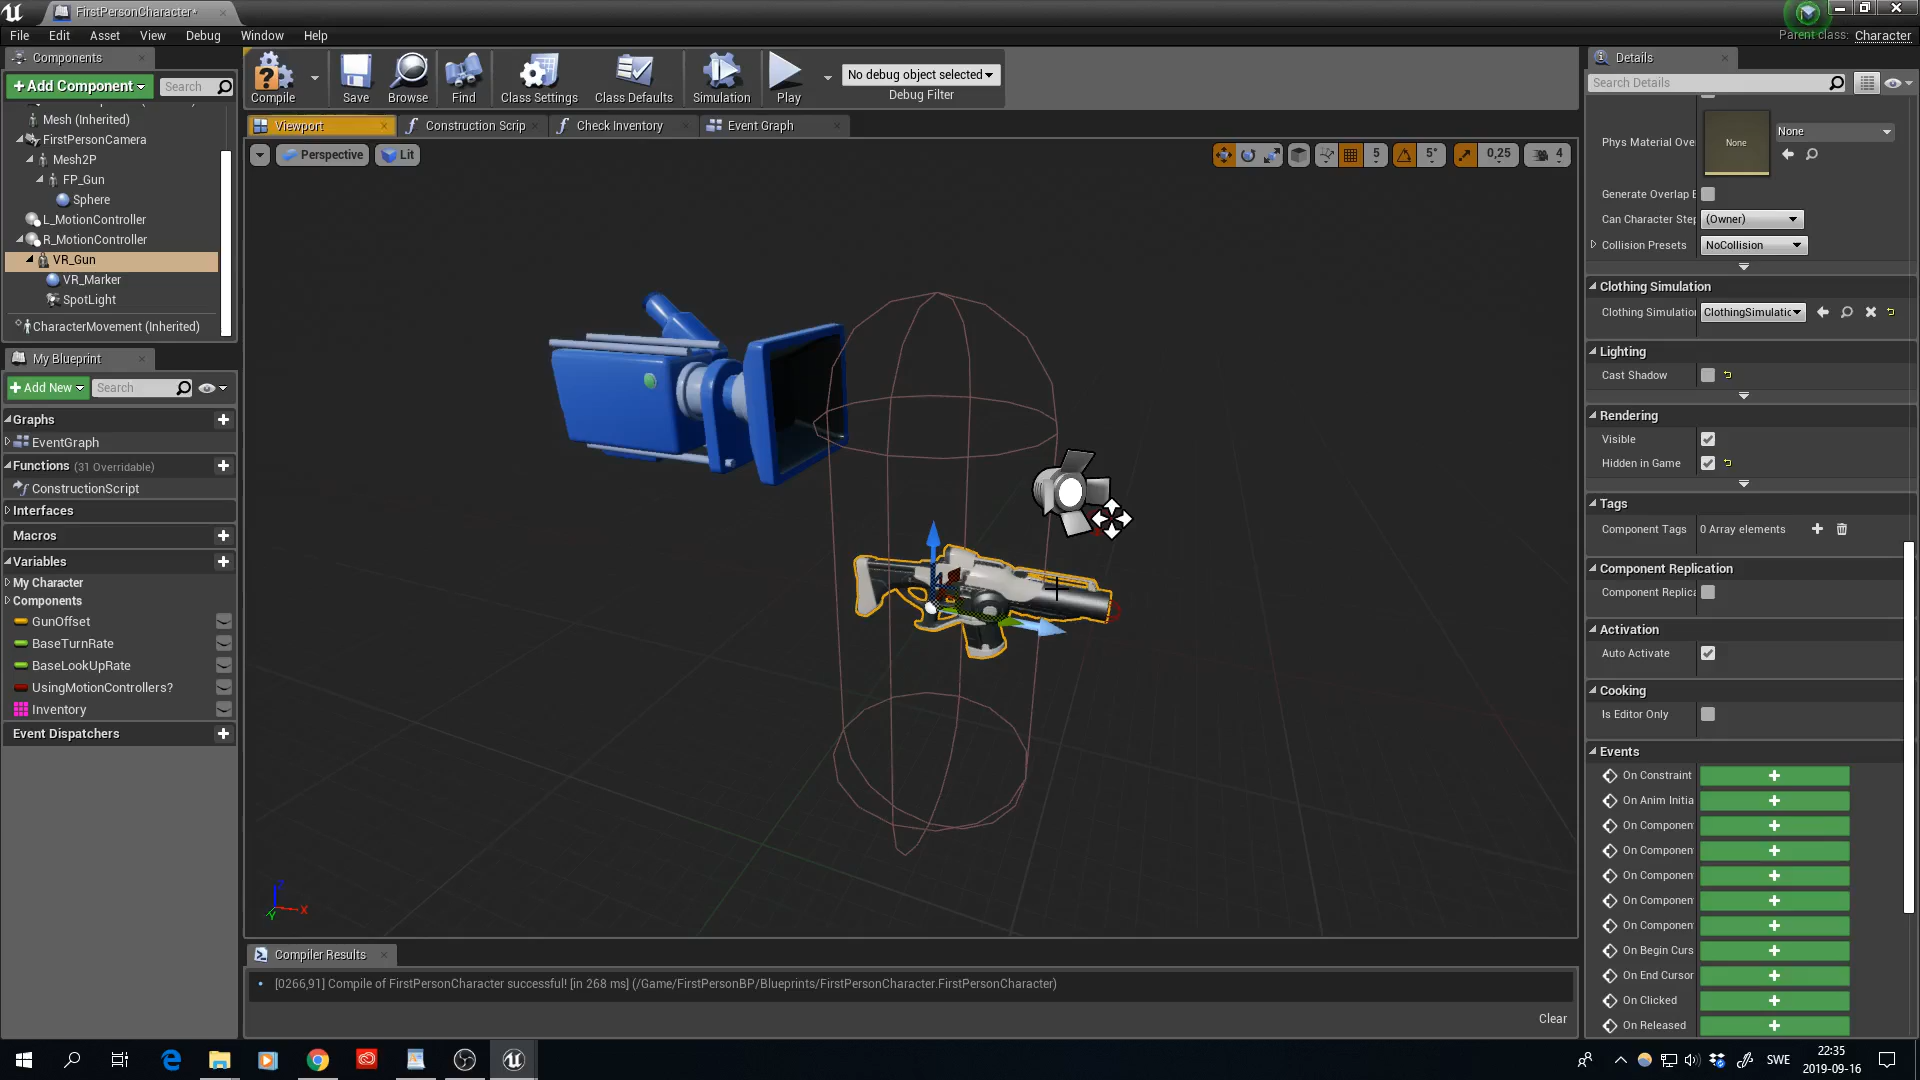 FirstPersonCharacter*
File Edit Asset View Debug Window Help
Parent class: Character
Components
+Add Component
Search
Mesh (Inherited)
FirstPersonCamera
Mesh2P
FP_Gun
Sphere
L_MotionController
R_MotionController
VR_Gun
VR_Marker
SpotLight
CharacterMovement (Inherited)
My Blueprint
+Add New
Search
Graphs
EventGraph
Functions (31 Overridable)
ConstructionScript
Interfaces
Macros
Variables
My Character
Components
GunOffset
BaseTurnRate
BaseLookUpRate
UsingMotionControllers?
Inventory
Event Dispatchers
Compile
Save
Browse
Find
Class Settings
Class Defaults
Simulation
Play
No debug object selected
Debug Filter
Viewport
Construction Scrip
Check Inventory
Event Graph
Perspective
Lit
5
5°
0,25
4
Z
X
Y
Compiler Results
[0266,91] Compile of FirstPersonCharacter successful! [in 268 ms] (/Game/FirstPersonBP/Blueprints/FirstPersonCharacter.FirstPersonCharacter)
Clear
Details
Search Details
Phys Material Ove
None
None
Generate Overlap E
Can Character Step
(Owner)
Collision Presets
NoCollision
Clothing Simulation
Clothing Simulation
ClothingSimulatic
Lighting
Cast Shadow
Rendering
Visible
Hidden in Game
Tags
Component Tags
0 Array elements
Component Replication
Component Replica
Activation
Auto Activate
Cooking
Is Editor Only
Events
On Constraint
On Anim Initia
On Componen
On Componen
On Componen
On Componen
On Componen
On Begin Curs
On End Cursor
On Clicked
On Released
SWE
22:35
2019-09-16